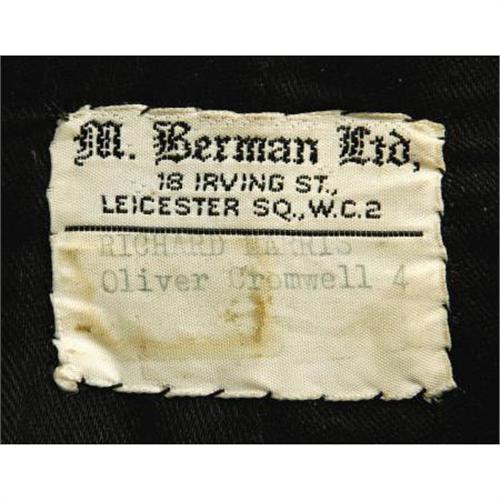 M. Berman Ltd,
18 IRVING ST.,
LEICESTER SQ., W.C.2
RICHARD HARRIS
Oliver Cromwell 4